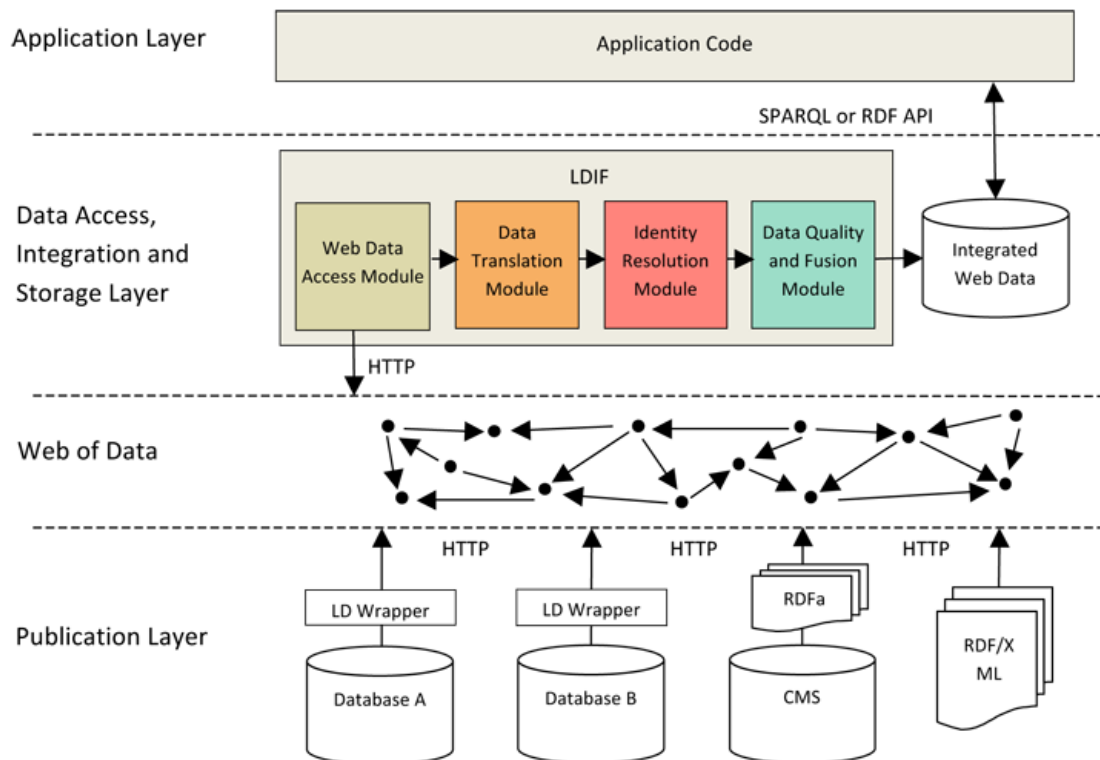 Application Layer
Application Code
SPARQL or RDF API
LDIF
Data Access,
Integration and
Storage Layer
Web Data
Access Module
Data
Translation
Module
Identity
Resolution
Module
Data Quality
and Fusion
Module
Integrated
Web Data
HTTP
Web of Data
HTTP
HTTP
HTTP
Publication Layer
LD Wrapper
LD Wrapper
RDFa
RDF/X
ML
Database A
Database B
CMS